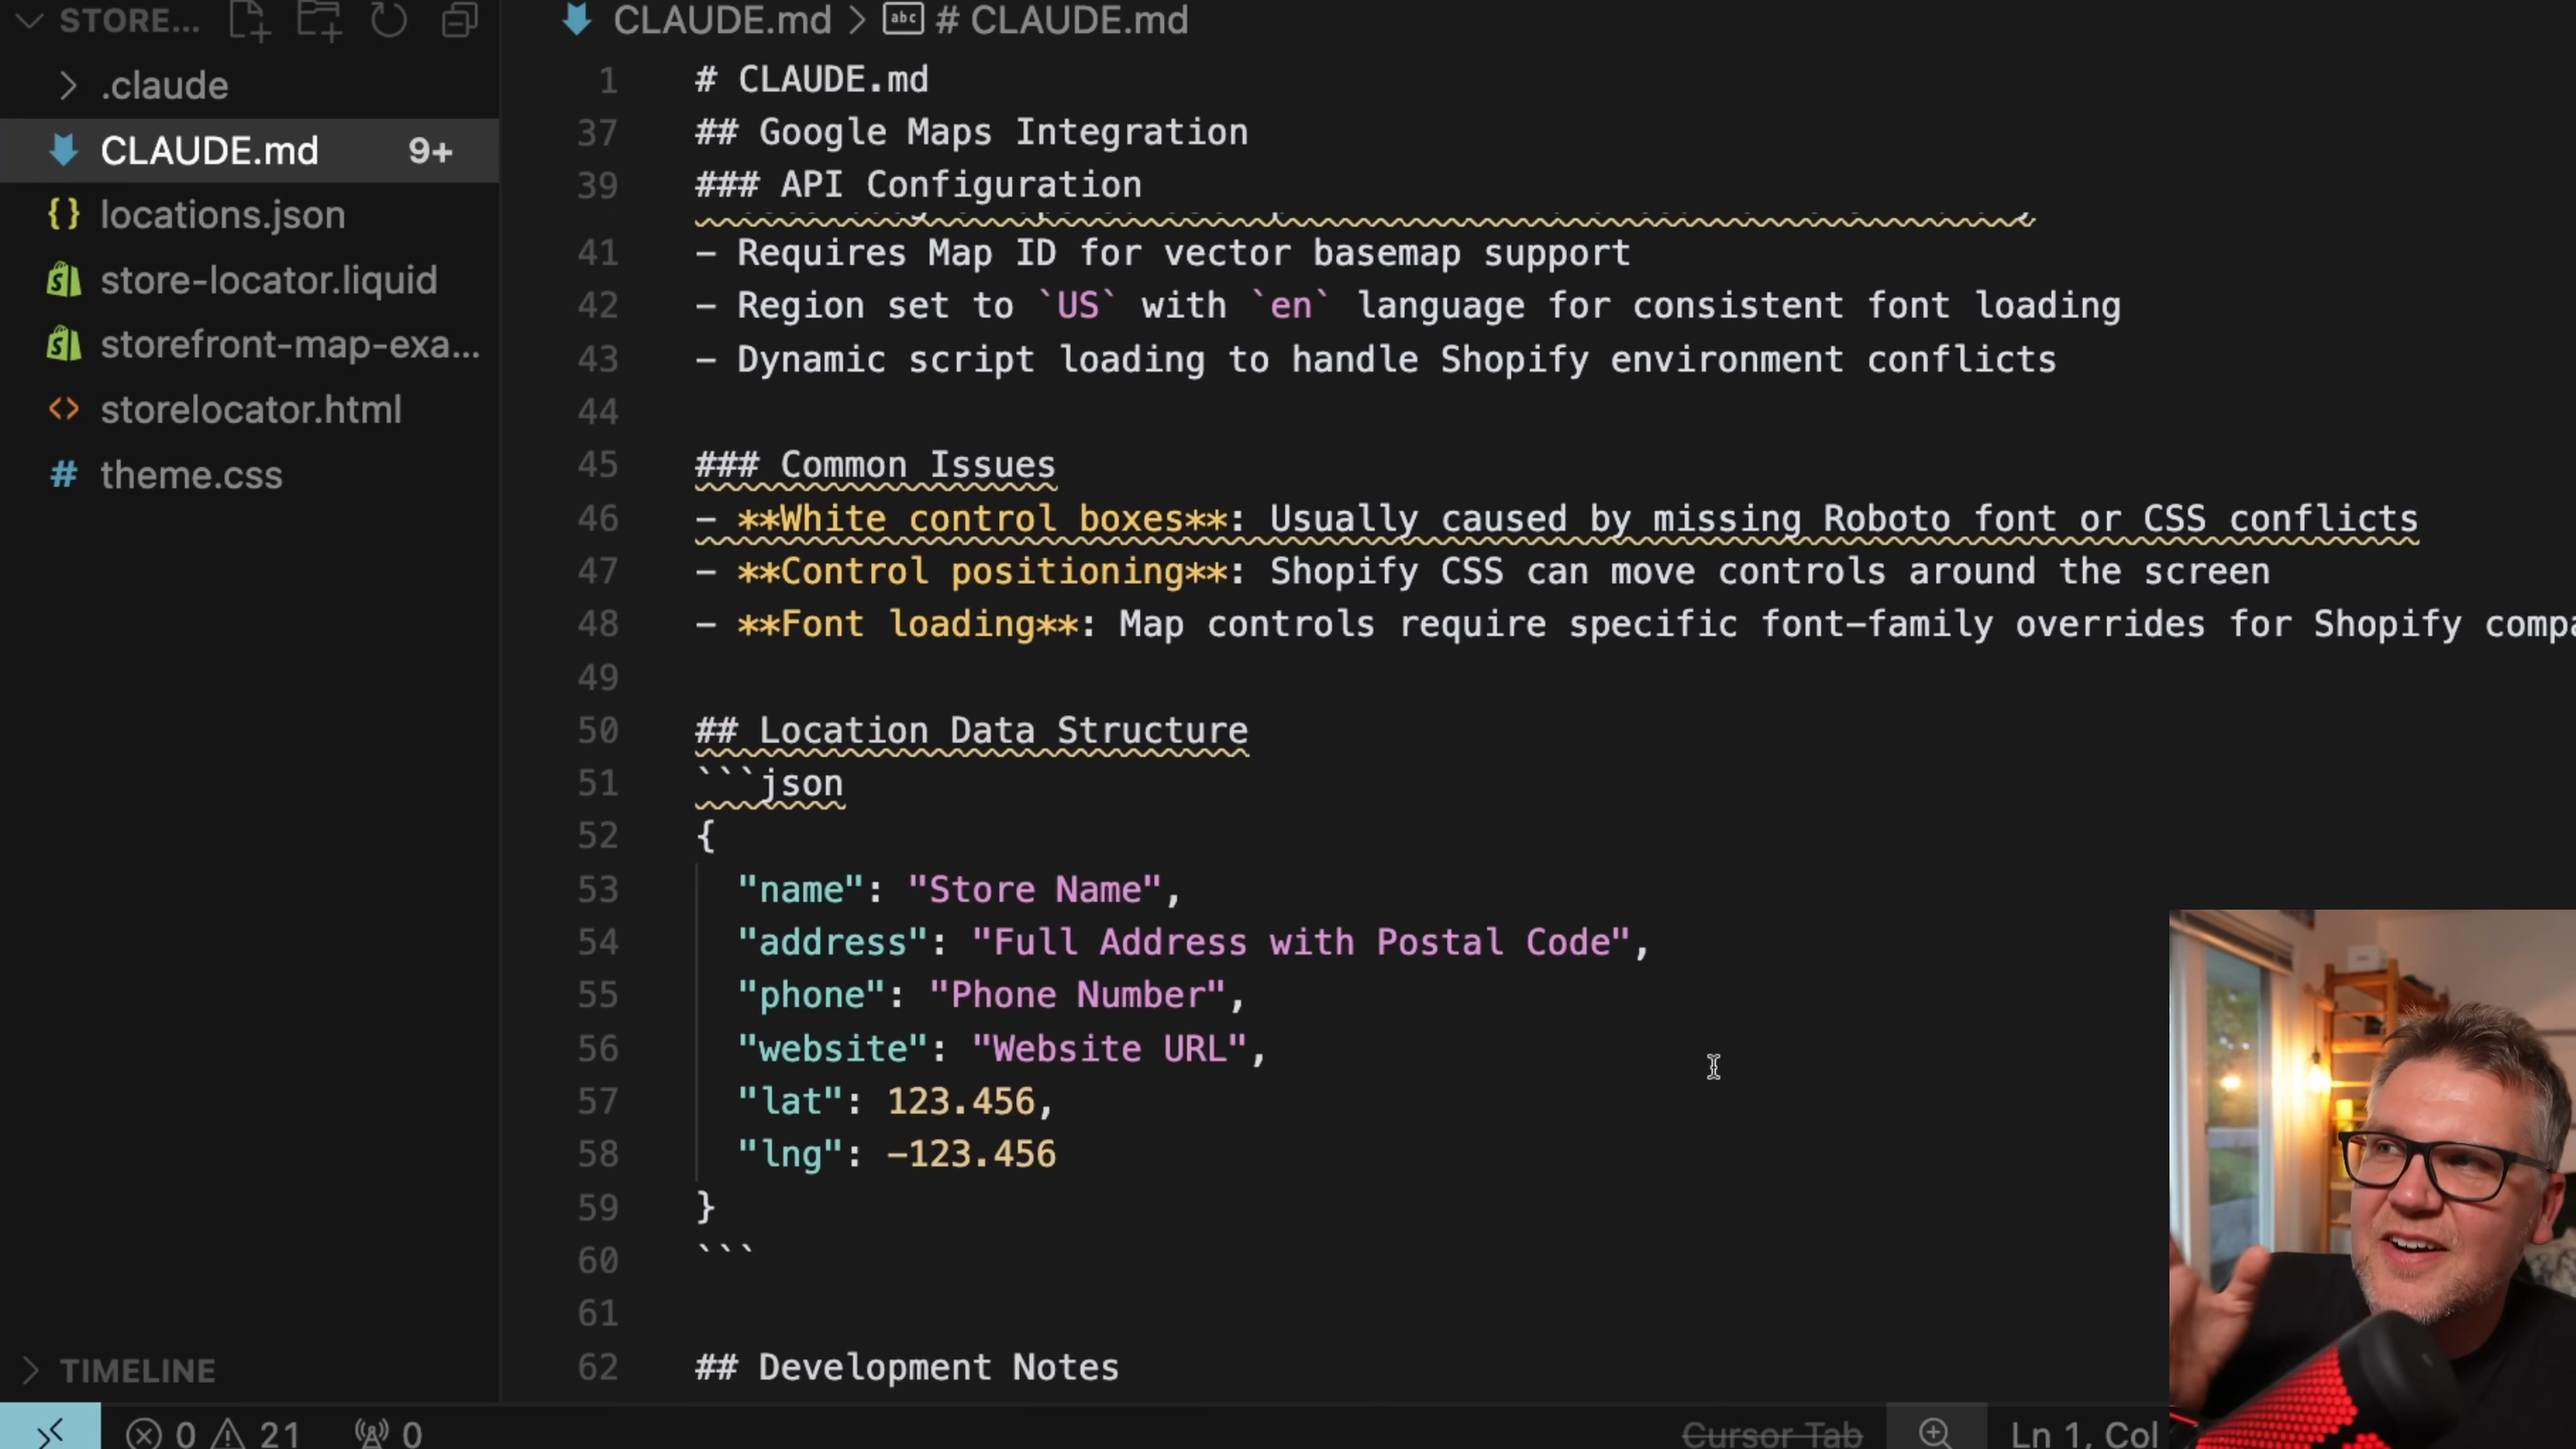 STORE...
.claude
CLAUDE.md 9+
locations.json
store-locator.liquid
storefront-map-exa...
storelocator.html
theme.css
TIMELINE
0 21 0
CLAUDE.md > abc # CLAUDE.md
1 # CLAUDE.md
37 ## Google Maps Integration
39 ### API Configuration
41 - Requires Map ID for vector basemap support
42 - Region set to `US` with `en` language for consistent font loading
43 - Dynamic script loading to handle Shopify environment conflicts
44
45 ### Common Issues
46 - **White control boxes**: Usually caused by missing Roboto font or CSS conflicts
47 - **Control positioning**: Shopify CSS can move controls around the screen
48 - **Font loading**: Map controls require specific font-family overrides for Shopify compa
49
50 ## Location Data Structure
51 ```json
52 {
53 "name": "Store Name",
54 "address": "Full Address with Postal Code",
55 "phone": "Phone Number",
56 "website": "Website URL",
57 "lat": 123.456,
58 "lng": -123.456
59 }
60 ```
61
62 ## Development Notes
Cursor Tab
Ln 1, Col